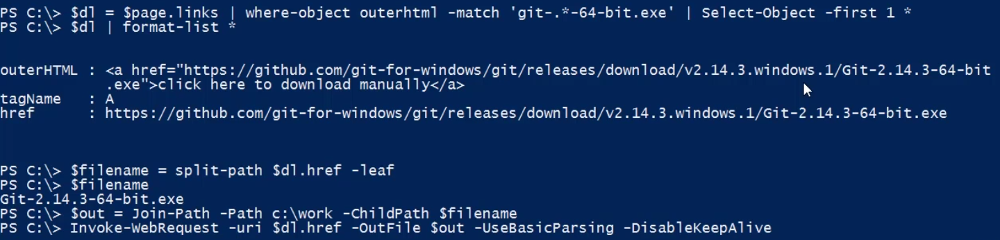 PS C:\> $dl = $page.links | where-object outerhtml -match 'git-.*-64-bit.exe' | Select-Object -first 1 *
PS C:\> $dl | format-list *
outerHTML : <a href="https://github.com/git-for-windows/git/releases/download/v2.14.3.windows.1/Git-2.14.3-64-bit
.exe">click here to download manually</a>
tagName : A
href : https://github.com/git-for-windows/git/releases/download/v2.14.3.windows.1/Git-2.14.3-64-bit.exe
PS C:\> $filename = split-path $dl.href -leaf
PS C:\> $filename
Git-2.14.3-64-bit.exe
PS C:\> $out = Join-Path -Path c:\work -ChildPath $filename
PS C:\> Invoke-WebRequest -uri $dl.href -OutFile $out -UseBasicParsing -DisableKeepAlive